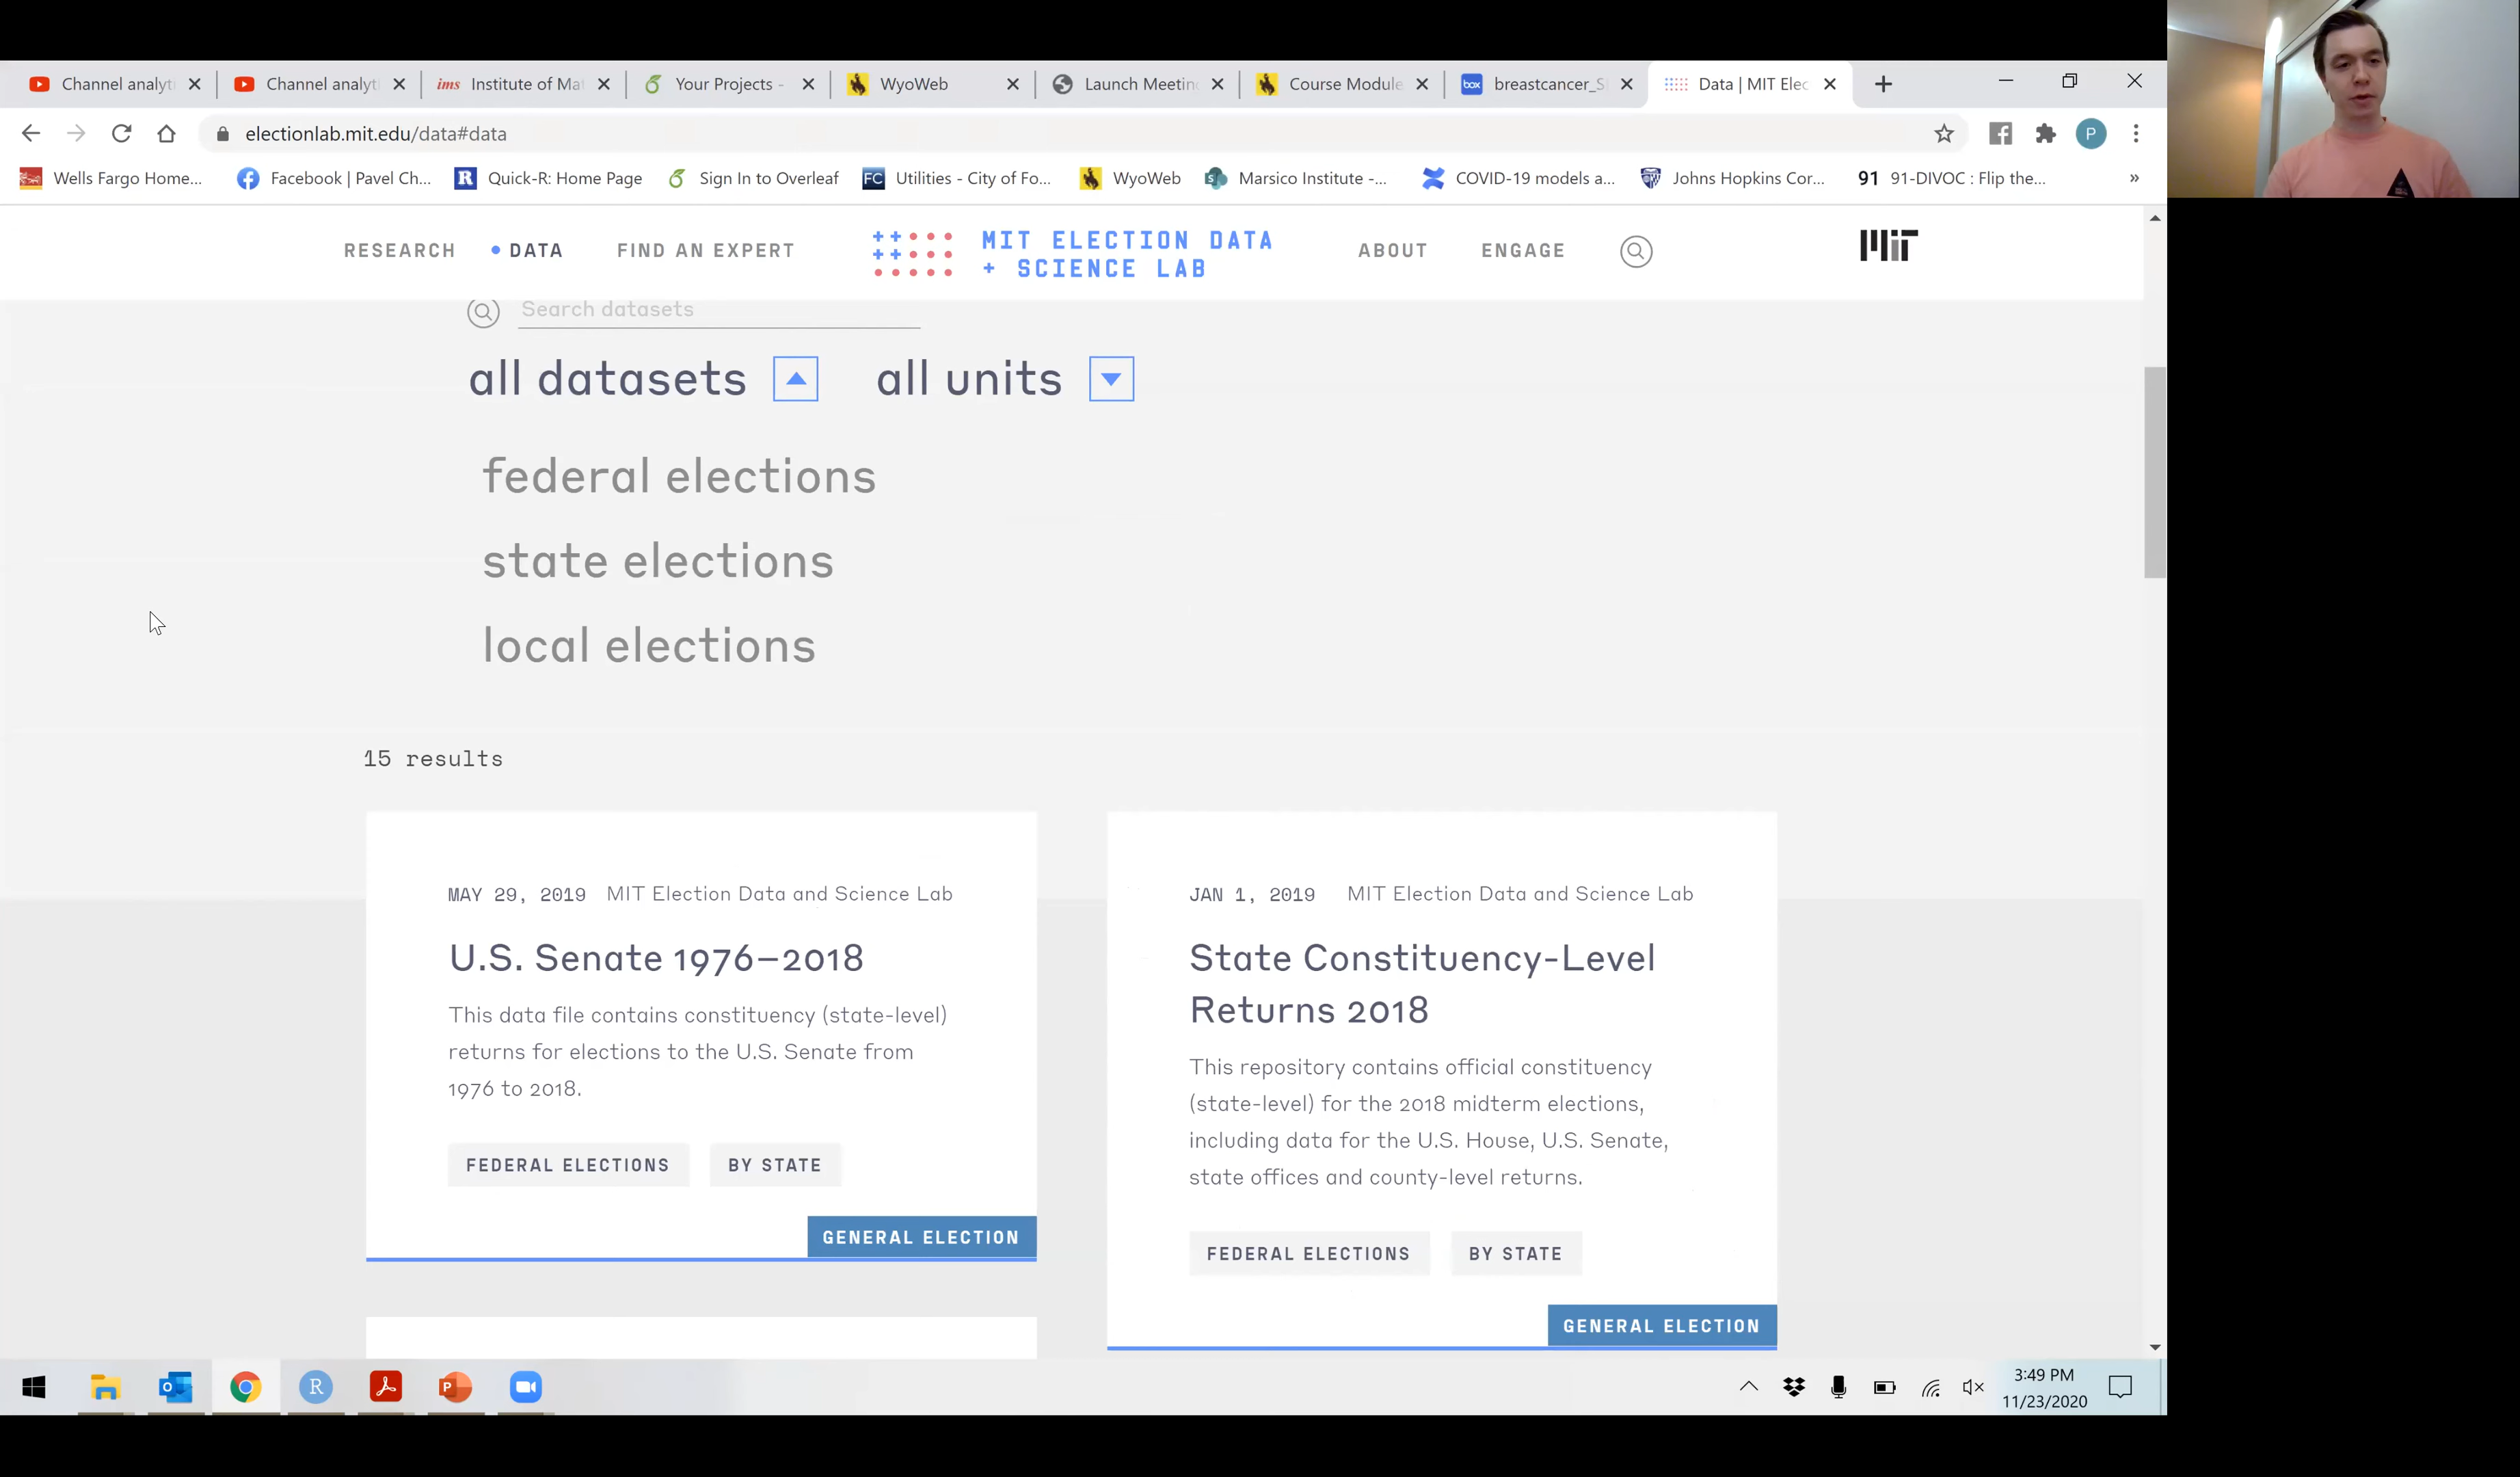 Channel analyti
Channel analyti
ims Institute of Mat
Your Projects -
WyoWeb
Launch Meeting
Course Module
box breastcancer_S
Data | MIT Elec
electionlab.mit.edu/data#data
P
Wells Fargo Home...
Facebook | Pavel Ch...
R Quick-R: Home Page
Sign In to Overleaf
FC Utilities - City of Fo...
WyoWeb
Marsico Institute -...
COVID-19 models a...
Johns Hopkins Cor...
91 91-DIVOC : Flip the...
»
RESEARCH
DATA
FIND AN EXPERT
MIT ELECTION DATA
+ SCIENCE LAB
ABOUT
ENGAGE
MIT
Search datasets
all datasets
all units
federal elections
state elections
local elections
15 results
MAY 29, 2019 MIT Election Data and Science Lab
U.S. Senate 1976–2018
This data file contains constituency (state-level)
returns for elections to the U.S. Senate from
1976 to 2018.
FEDERAL ELECTIONS
BY STATE
GENERAL ELECTION
JAN 1, 2019 MIT Election Data and Science Lab
State Constituency-Level
Returns 2018
This repository contains official constituency
(state-level) for the 2018 midterm elections,
including data for the U.S. House, U.S. Senate,
state offices and county-level returns.
FEDERAL ELECTIONS
BY STATE
GENERAL ELECTION
3:49 PM
11/23/2020